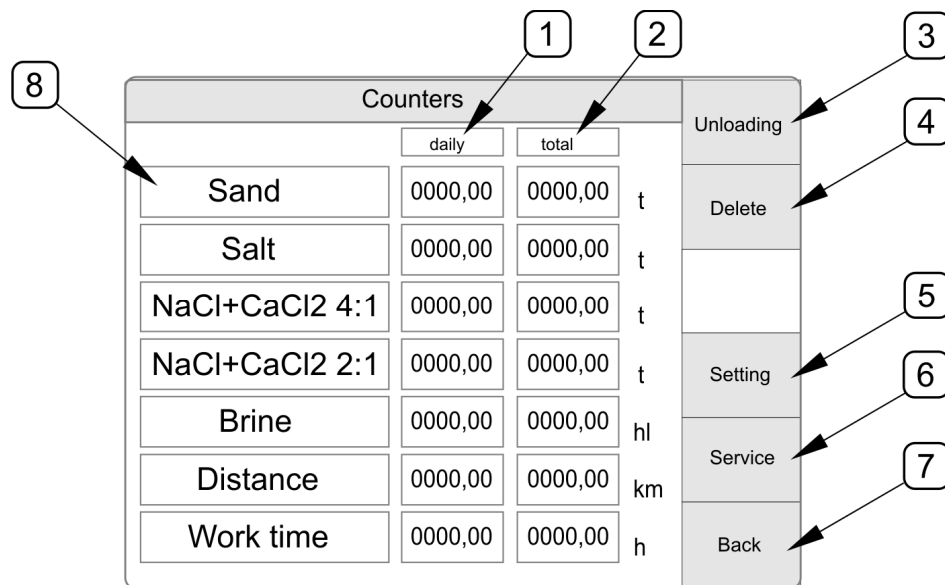 1 2 3
8 Counters Unloading
daily total 4
Sand 0000,00 0000,00 t Delete
Salt 0000,00 0000,00 t
NaCl+CaCl2 4:1 0000,00 0000,00 t 5
NaCl+CaCl2 2:1 0000,00 0000,00 t Setting 6
Brine 0000,00 0000,00 hl Service
Distance 0000,00 0000,00 km 7
Work time 0000,00 0000,00 h Back